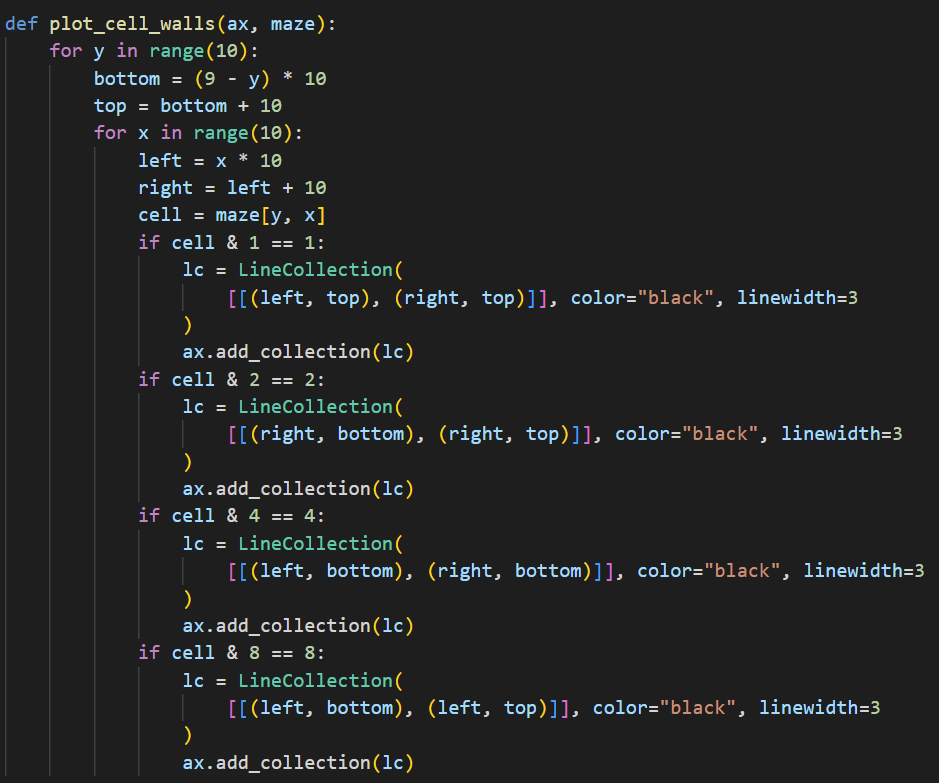 def plot_cell_walls(ax, maze):
    for y in range(10):
        bottom = (9 - y) * 10
        top = bottom + 10
        for x in range(10):
            left = x * 10
            right = left + 10
            cell = maze[y, x]
            if cell & 1 == 1:
                lc = LineCollection(
                    [[(left, top), (right, top)]], color="black", linewidth=3
                )
                ax.add_collection(lc)
            if cell & 2 == 2:
                lc = LineCollection(
                    [[(right, bottom), (right, top)]], color="black", linewidth=3
                )
                ax.add_collection(lc)
            if cell & 4 == 4:
                lc = LineCollection(
                    [[(left, bottom), (right, bottom)]], color="black", linewidth=3
                )
                ax.add_collection(lc)
            if cell & 8 == 8:
                lc = LineCollection(
                    [[(left, bottom), (left, top)]], color="black", linewidth=3
                )
                ax.add_collection(lc)